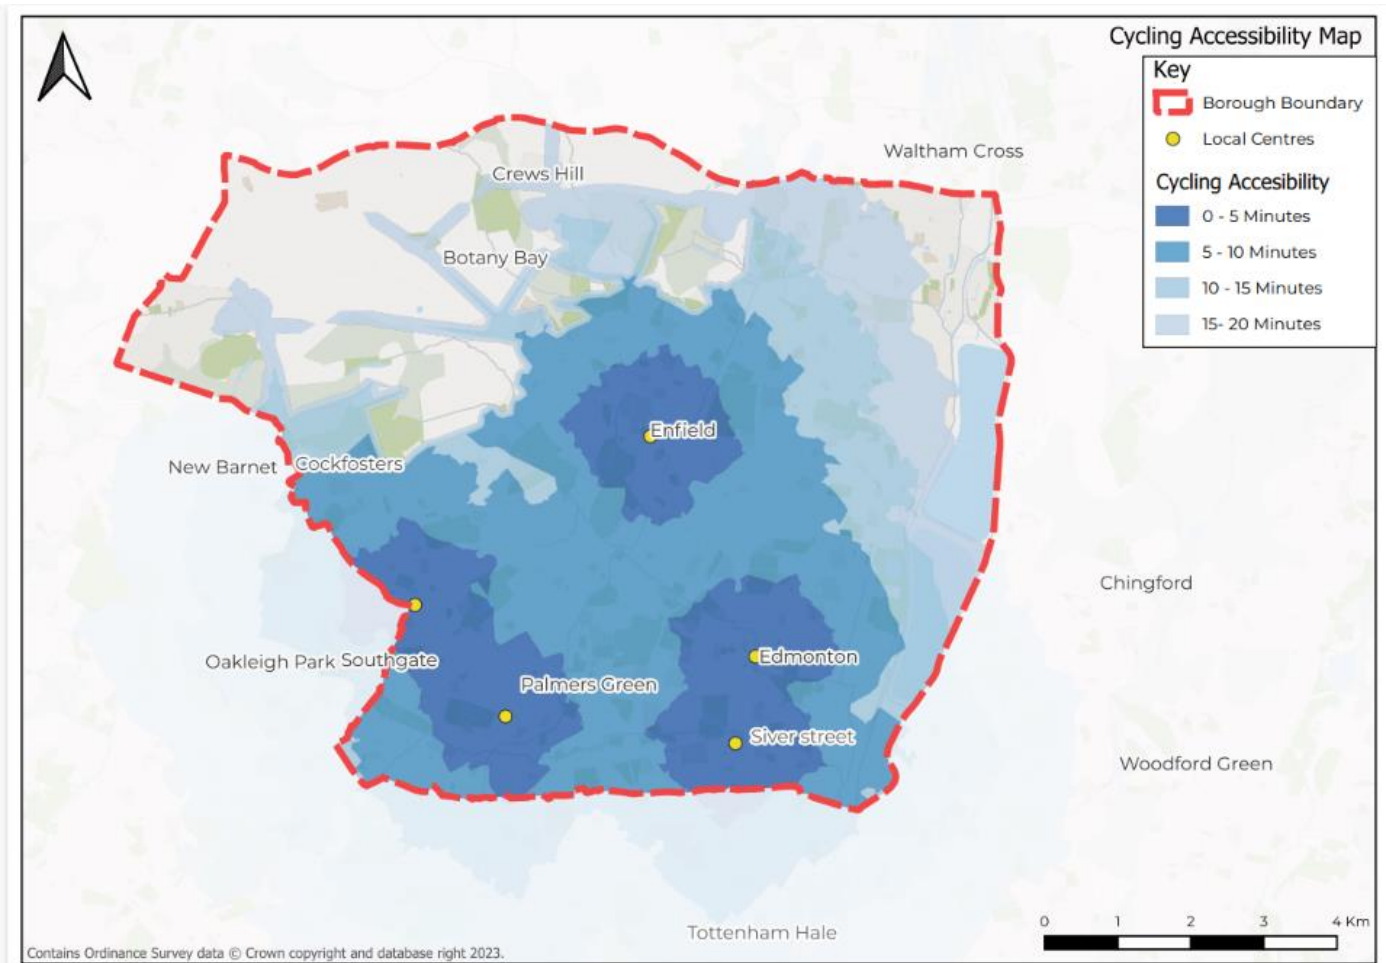 Cycling Accessibility Map
Key
Borough Boundary
Local Centres
Cycling Accesibility
0 - 5 Minutes
5 - 10 Minutes
10 - 15 Minutes
15- 20 Minutes
Waltham Cross
Crews Hill
Botany Bay
Enfield
New Barnet
Cockfosters
Chingford
Oakleigh Park
Southgate
Edmonton
Palmers Green
Siver street
Woodford Green
Tottenham Hale
0 1 2 3 4 Km
Contains Ordinance Survey data © Crown copyright and database right 2023.